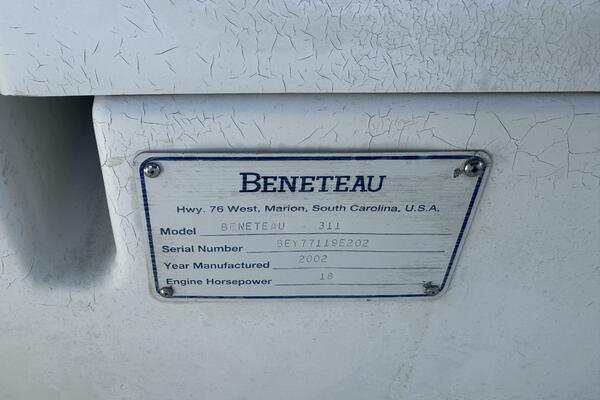 BENETEAU
Hwy. 76 West, Marion, South Carolina, U.S.A.
Model BENETEAU 311
Serial Number BEY77119E202
Year Manufactured 2002
Engine Horsepower 18